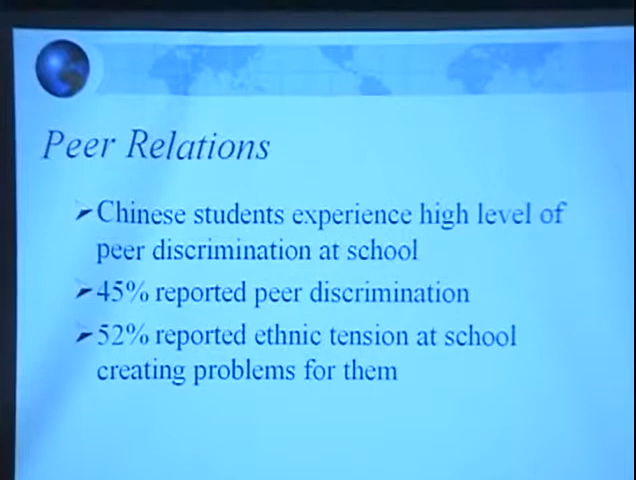 Peer Relations
➤Chinese students experience high level of
peer discrimination at school
➤45% reported peer discrimination
➤52% reported ethnic tension at school
creating problems for them